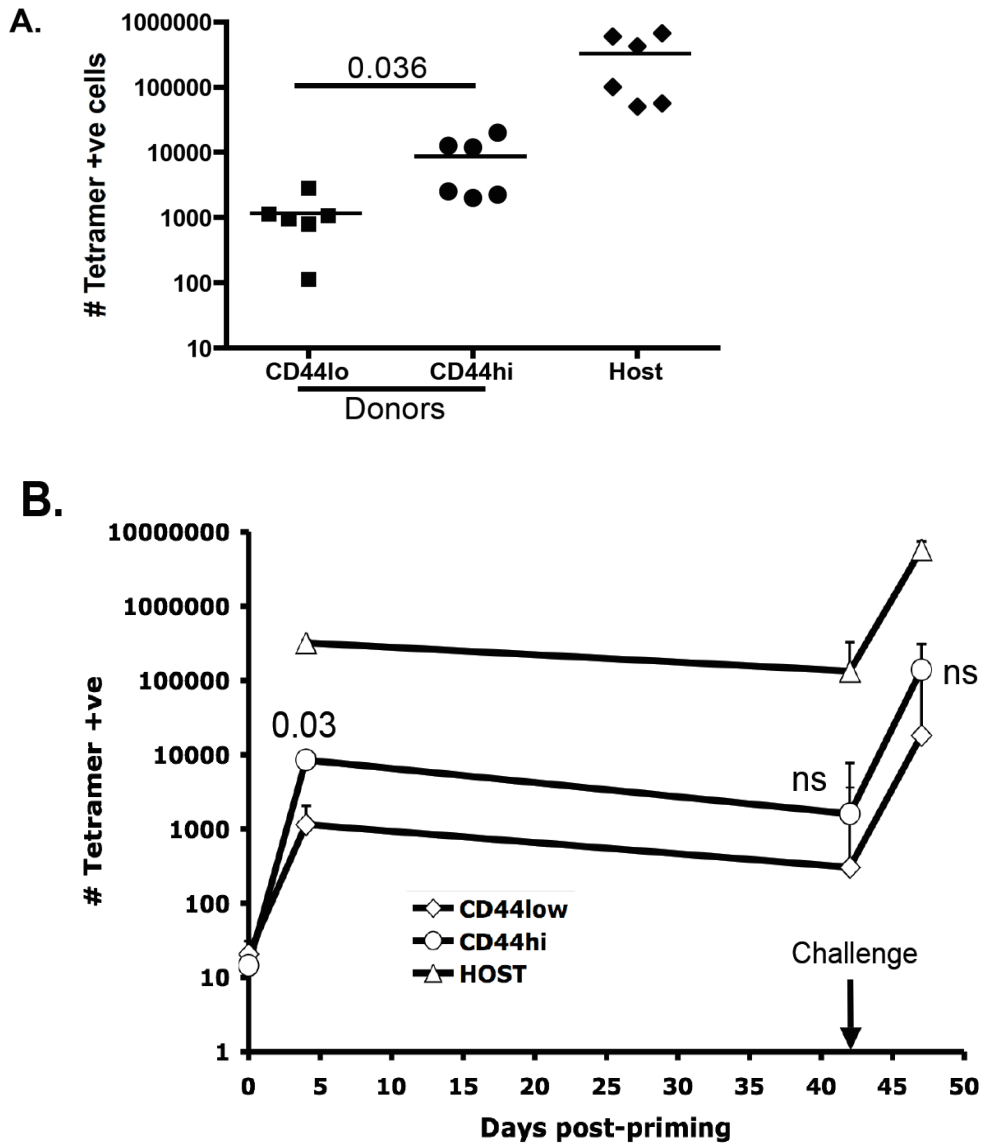 A.
# Tetramer +ve cells
1000000
100000
10000
1000
100
10
0.036
CD44lo CD44hi Host
Donors
B.
# Tetramer +ve
10000000
1000000
100000
10000
1000
100
10
1
0.03
ns
ns
CD44low
CD44hi
HOST
Challenge
0 5 10 15 20 25 30 35 40 45 50
Days post-priming